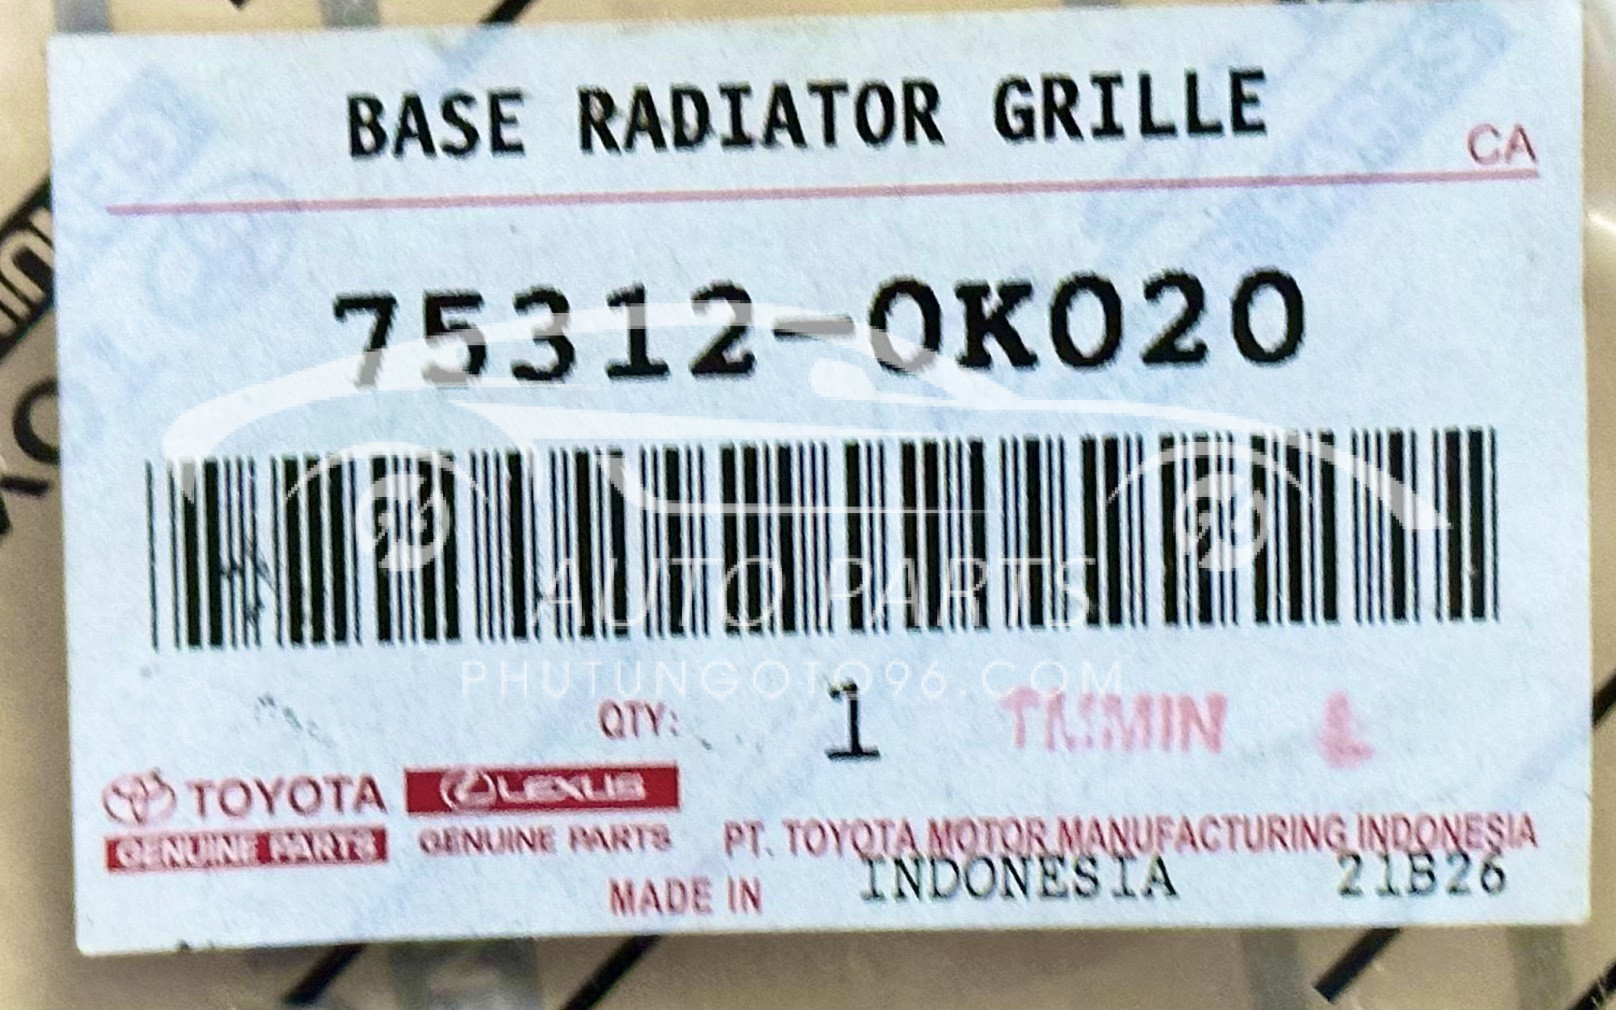 BASE RADIATOR GRILLE
CA
75312-0K020
AUTO PARTS
PHUTUNGOTO96.COM
QTY: 1 TMMIN
TOYOTA LEXUS
GENUINE PARTS GENUINE PARTS PT. TOYOTA MOTOR MANUFACTURING INDONESIA
MADE IN INDONESIA 21B26